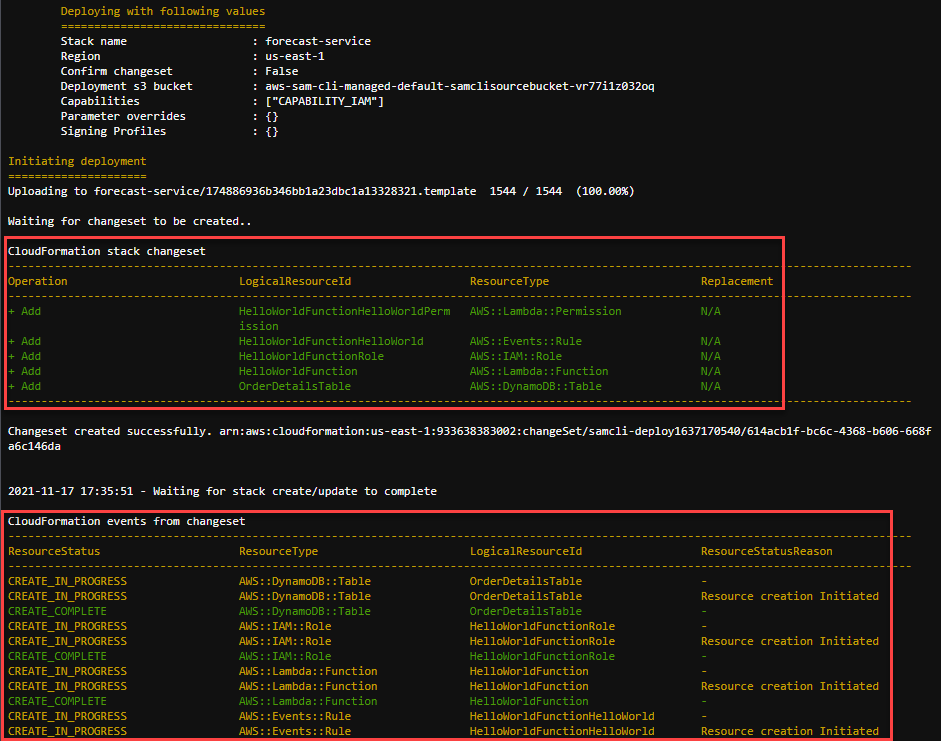 Deploying with following values
===============================
Stack name : forecast-service
Region : us-east-1
Confirm changeset : False
Deployment s3 bucket : aws-sam-cli-managed-default-samclisourcebucket-vr77i1z032oq
Capabilities : ["CAPABILITY_IAM"]
Parameter overrides : {}
Signing Profiles : {}
Initiating deployment
=====================
Uploading to forecast-service/174886936b346bb1a23dbc1a13328321.template 1544 / 1544 (100.00%)
Waiting for changeset to be created..
CloudFormation stack changeset
Operation LogicalResourceId ResourceType Replacement
+ Add HelloWorldFunctionHelloWorldPerm AWS::Lambda::Permission N/A
ission
+ Add HelloWorldFunctionHelloWorld AWS::Events::Rule N/A
+ Add HelloWorldFunctionRole AWS::IAM::Role N/A
+ Add HelloWorldFunction AWS::Lambda::Function N/A
+ Add OrderDetailsTable AWS::DynamoDB::Table N/A
Changeset created successfully. arn:aws:cloudformation:us-east-1:933638383002:changeSet/samcli-deploy1637170540/614acb1f-bc6c-4368-b606-668f
a6c146da
2021-11-17 17:35:51 - Waiting for stack create/update to complete
CloudFormation events from changeset
ResourceStatus ResourceType LogicalResourceId ResourceStatusReason
CREATE_IN_PROGRESS AWS::DynamoDB::Table OrderDetailsTable -
CREATE_IN_PROGRESS AWS::DynamoDB::Table OrderDetailsTable Resource creation Initiated
CREATE_COMPLETE AWS::DynamoDB::Table OrderDetailsTable -
CREATE_IN_PROGRESS AWS::IAM::Role HelloWorldFunctionRole -
CREATE_IN_PROGRESS AWS::IAM::Role HelloWorldFunctionRole Resource creation Initiated
CREATE_COMPLETE AWS::IAM::Role HelloWorldFunctionRole -
CREATE_IN_PROGRESS AWS::Lambda::Function HelloWorldFunction -
CREATE_IN_PROGRESS AWS::Lambda::Function HelloWorldFunction Resource creation Initiated
CREATE_COMPLETE AWS::Lambda::Function HelloWorldFunction -
CREATE_IN_PROGRESS AWS::Events::Rule HelloWorldFunctionHelloWorld -
CREATE_IN_PROGRESS AWS::Events::Rule HelloWorldFunctionHelloWorld Resource creation Initiated